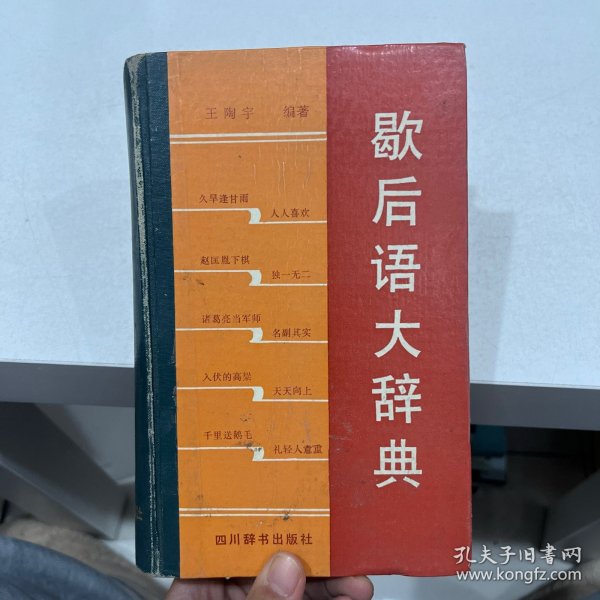 歇后语大辞典
王陶宇 编著
久旱逢甘雨
人人喜欢
赵匡胤下棋
独一无二
诸葛亮当军师
名副其实
入伏的高粱
天天向上
千里送鹅毛
礼轻人意重
四川辞书出版社
孔夫子旧书网
www.kongfz.com